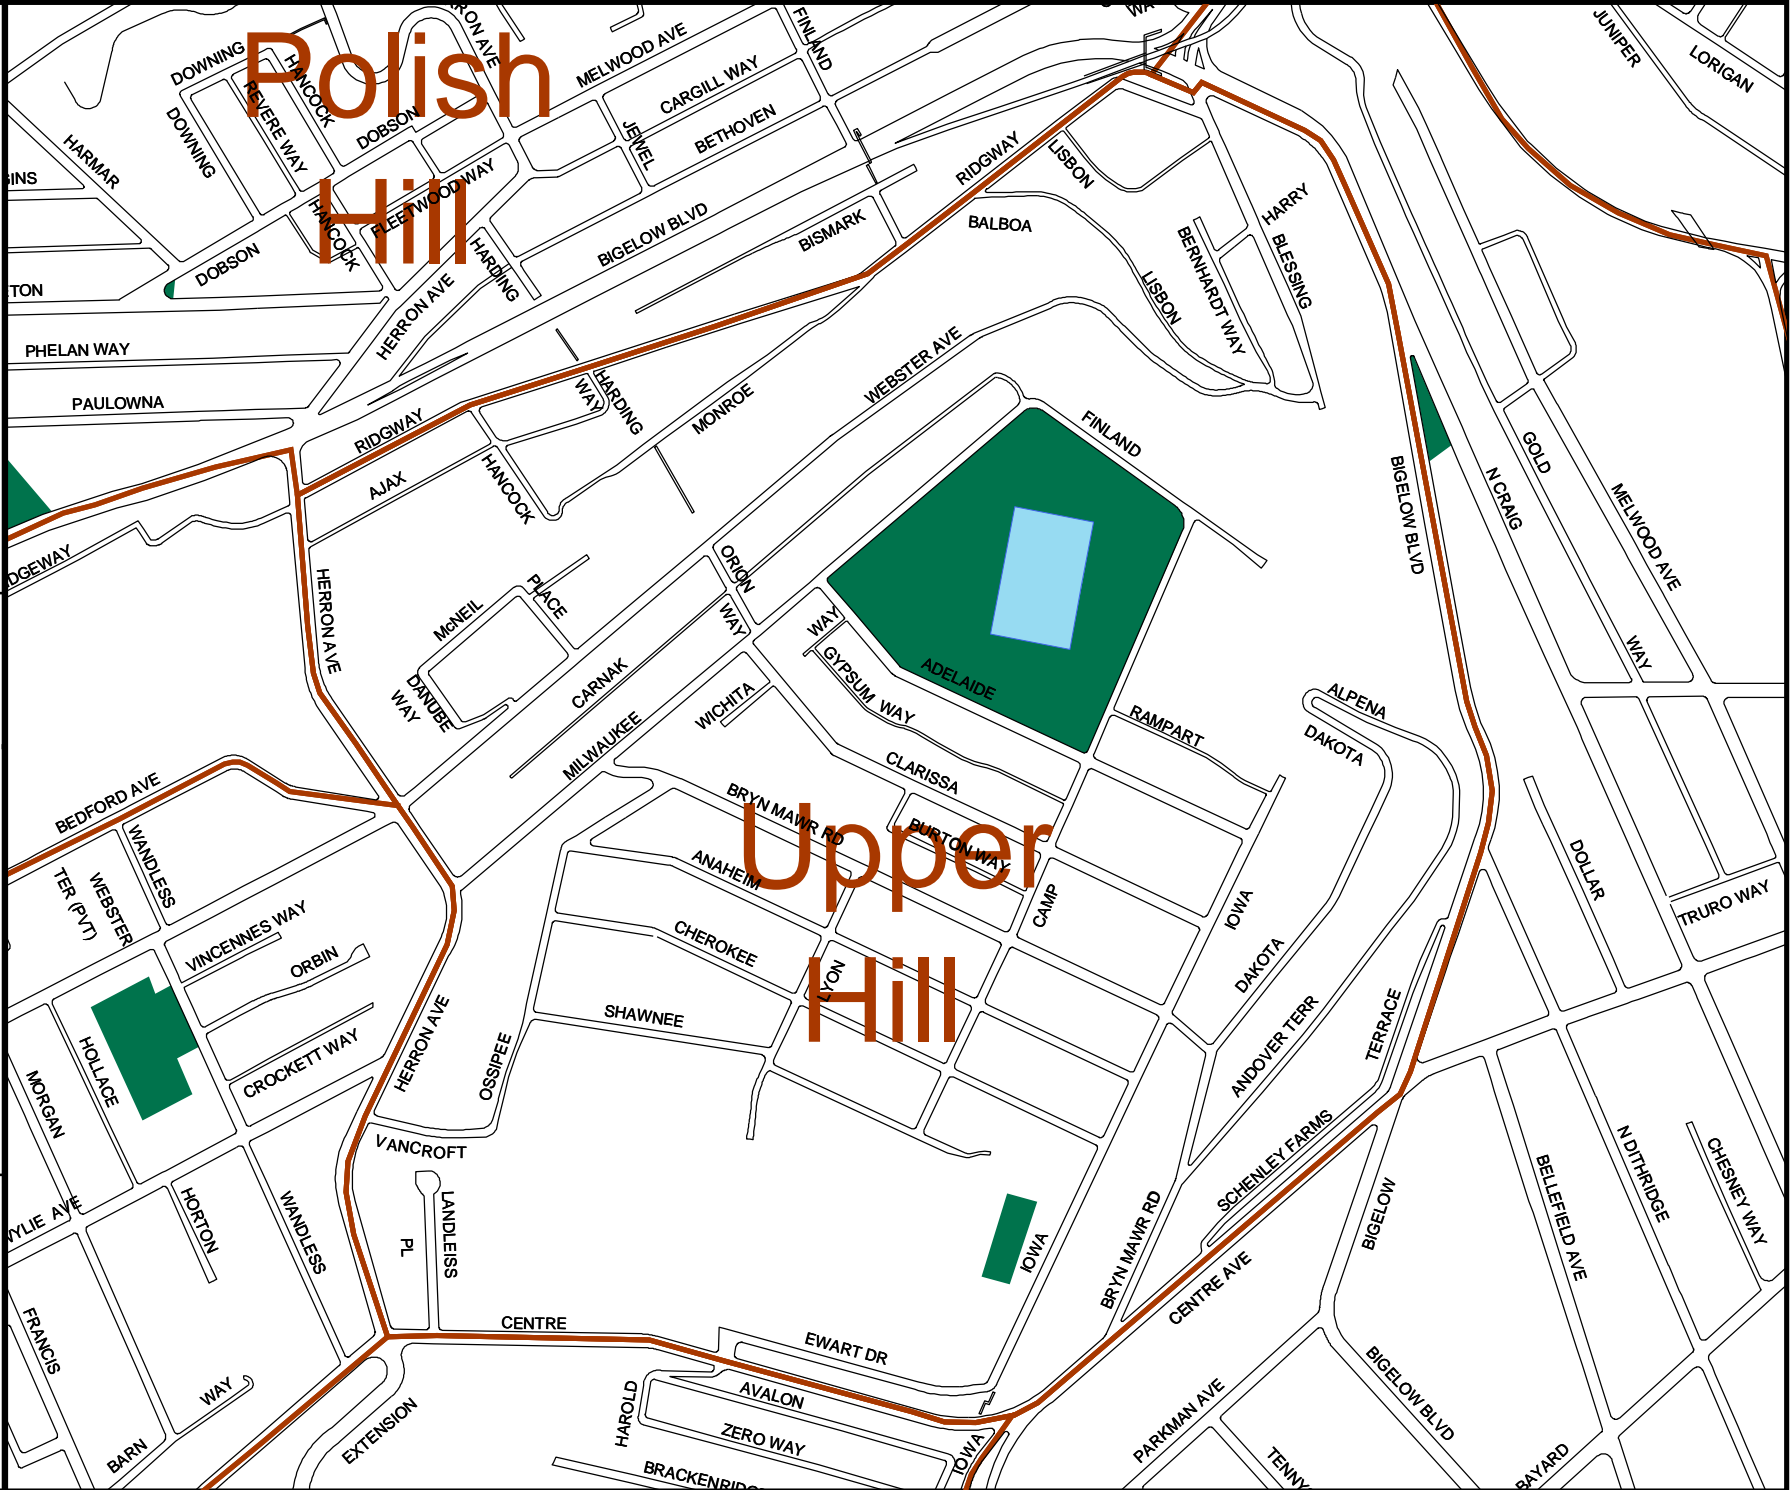 Polish
Hill
Upper
Hill
DOWNING
HANCOCK
REVERE WAY
DOWNING
DOBSON
HARMAR
FLEETWOOD WAY
HANCOCK
DOBSON
HERRON AVE
HARDING
MELWOOD AVE
FINLAND
CARGILL WAY
JEWEL
BETHOVEN
BIGELOW BLVD
BISMARK
RIDGWAY
LISBON
BALBOA
HARRY
BERNHARDT WAY
BLESSING
LISBON
JUNIPER
LORIGAN
PHELAN WAY
PAULOWNA
RIDGWAY
AJAX
HANCOCK
HARDING
WAY
MONROE
WEBSTER AVE
FINLAND
BIGELOW BLVD
N CRAIG
GOLD
WAY
MELWOOD AVE
HERRON AVE
McNEIL
PLACE
DANUBE
WAY
CARNAK
ORION
WAY
MILWAUKEE
WICHITA
WAY
GYPSUM WAY
ADELAIDE
CLARISSA
RAMPART
ALPENA
DAKOTA
BEDFORD AVE
WANDLESS
WEBSTER
TER (PVT)
VINCENNES WAY
ORBIN
CROCKETT WAY
HOLLACE
MORGAN
BRYN MAWR RD
BURTON WAY
ANAHEIM
CHEROKEE
LYON
SHAWNEE
CAMP
IOWA
DAKOTA
ANDOVER TERR
TERRACE
SCHENLEY FARMS
DOLLAR
TRURO WAY
HERRON AVE
OSSIPEE
VANCROFT
LANDLEISS
PL
HORTON
WANDLESS
FRANCIS
WAY
BARN
EXTENSION
CENTRE
EWART DR
AVALON
HAROLD
ZERO WAY
IOWA
IOWA
BRYN MAWR RD
CENTRE AVE
BIGELOW
BIGELOW BLVD
PARKMAN AVE
BELLEFIELD AVE
N DITHRIDGE
CHESNEY WAY
BAYARD